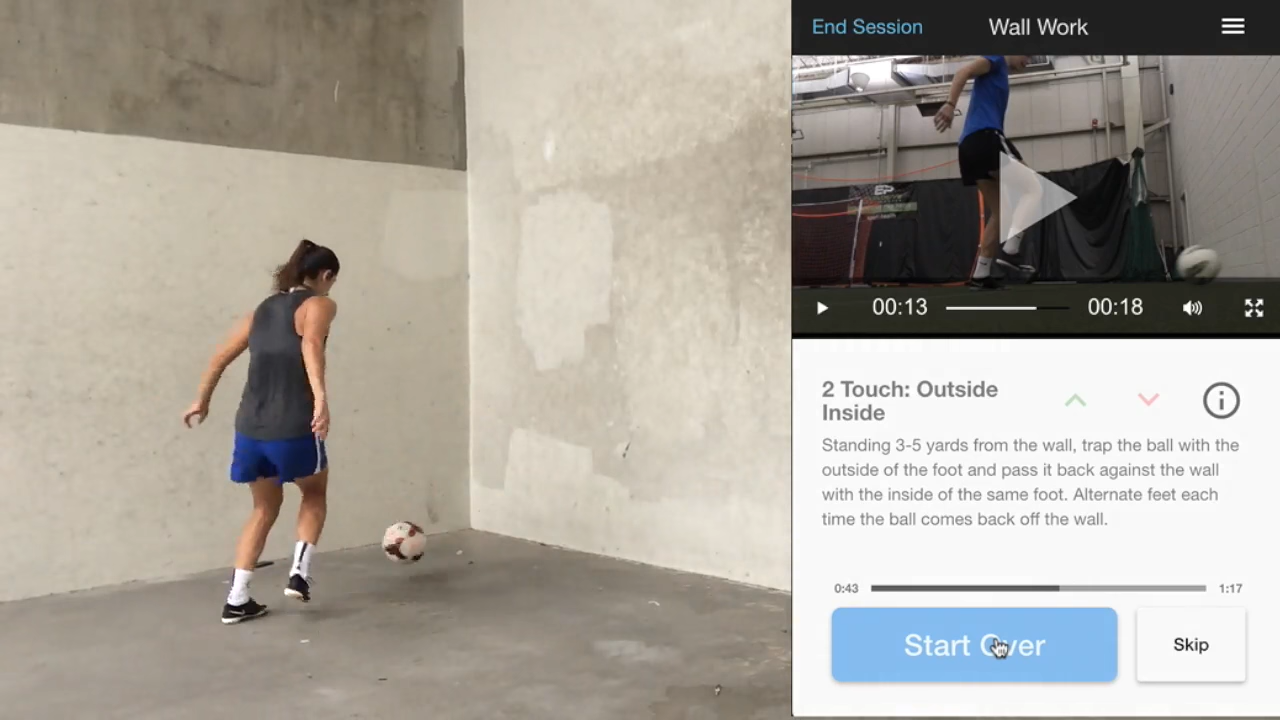 End Session
Wall Work
EP
00:13
00:18
2 Touch: Outside
Inside
Standing 3-5 yards from the wall, trap the ball with the
outside of the foot and pass it back against the wall
with the inside of the same foot. Alternate feet each
time the ball comes back off the wall.
0:43
1:17
Start Over
Skip